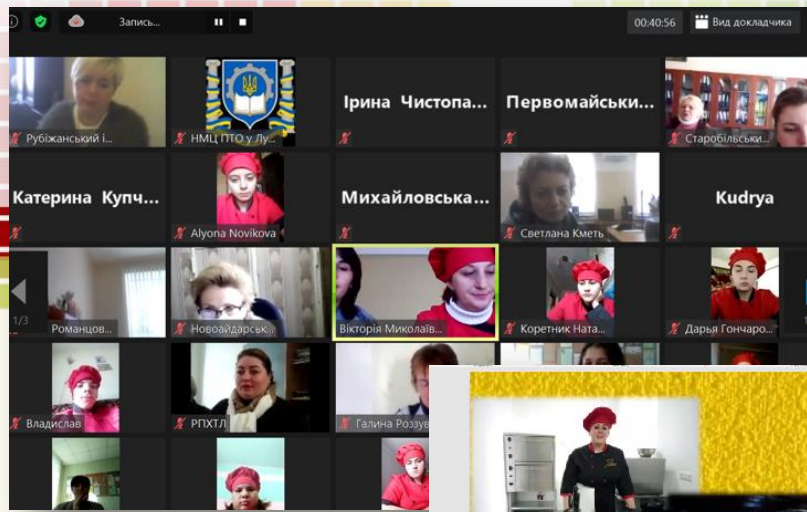 Запись...
00:40:56
Вид докладчика
Рубіжанський і...
НМЦ ПТО у Лу...
Ірина Чистопа...
Первомайськи...
Старобільськи...
Катерина Купч...
Alyona Novikova
Михайловська...
Светлана Кметь
Kudrya
1/3
Романцов...
Новоайдарськ...
Вікторія Миколаїв...
Коретник Ната...
Дарья Гончаро...
Владислав
РПХТЛ
Галина Роззув